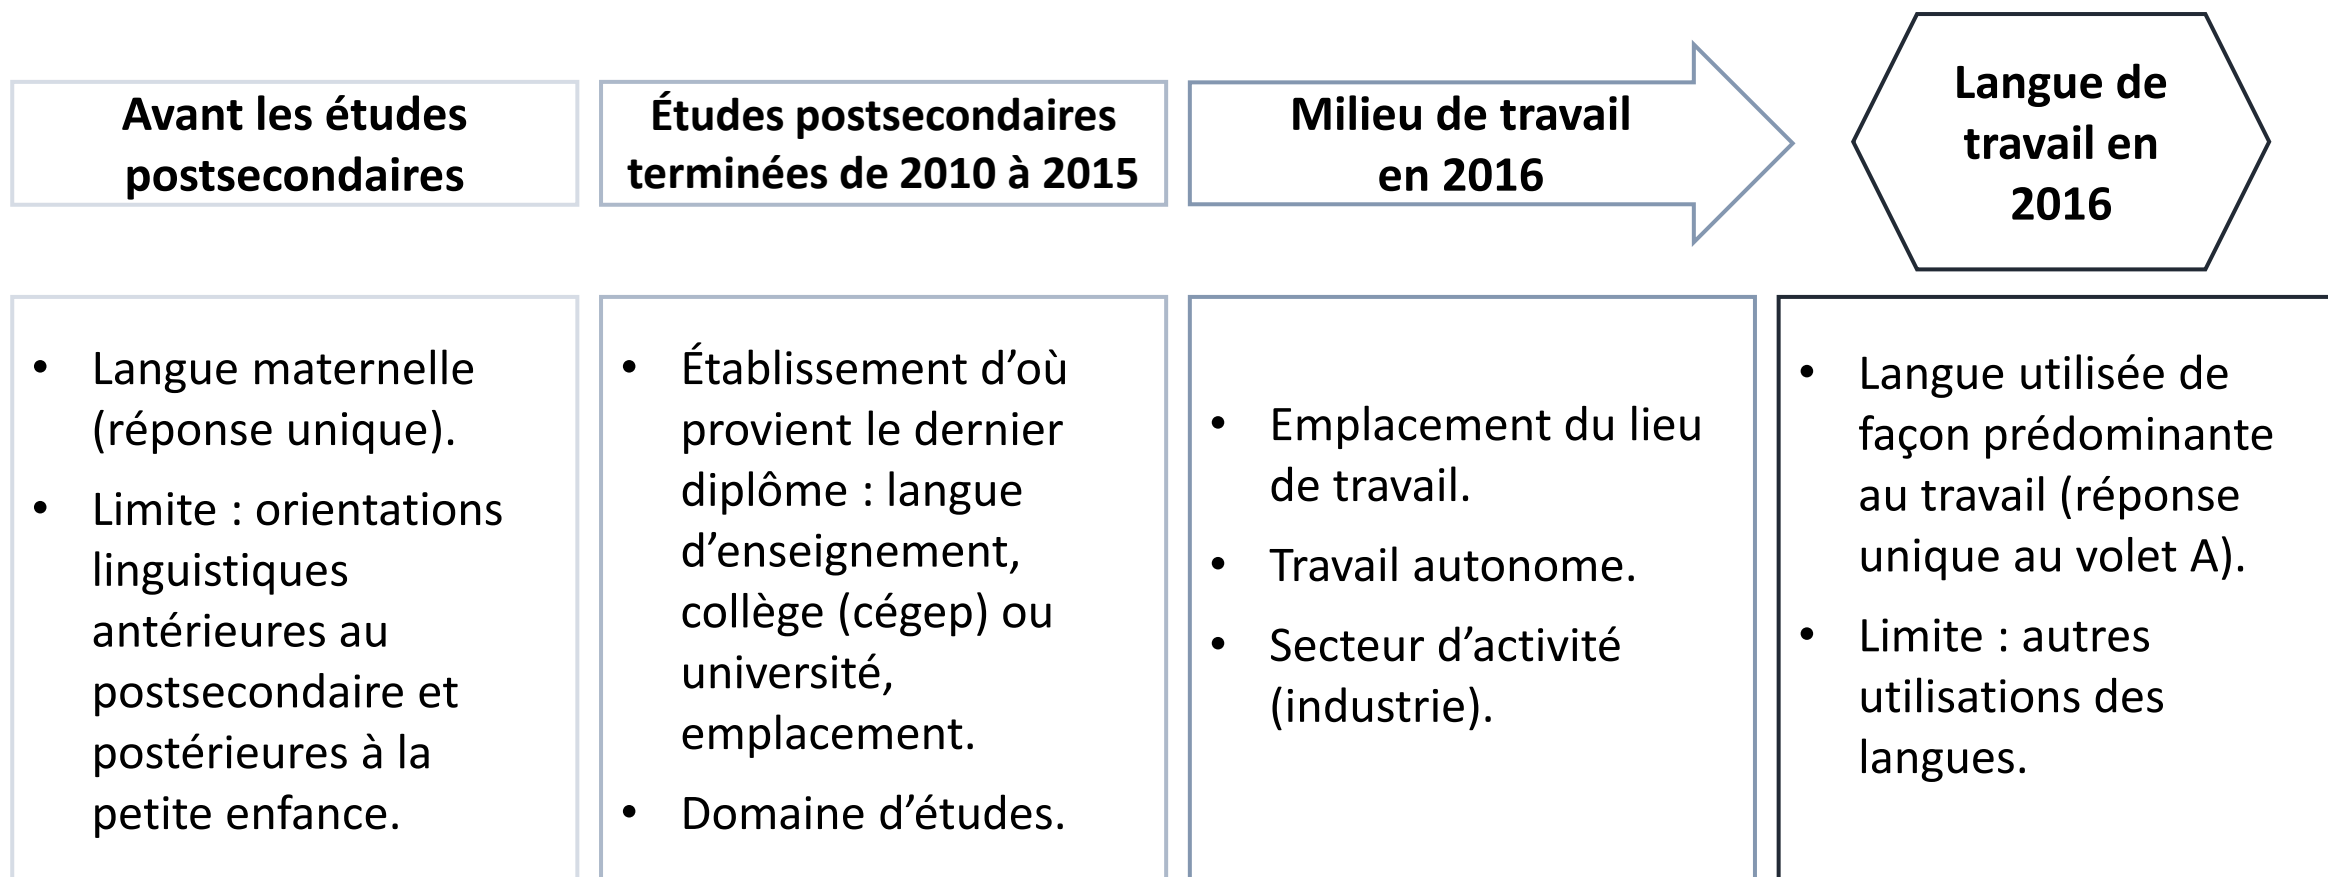 Avant les études
postsecondaires
Études postsecondaires
terminées de 2010 à 2015
Milieu de travail
en 2016
Langue de
travail en
2016
• Langue maternelle
(réponse unique).
• Limite : orientations
linguistiques
antérieures au
postsecondaire et
postérieures à la
petite enfance.
• Établissement d’où
provient le dernier
diplôme : langue
d’enseignement,
collège (cégep) ou
université,
emplacement.
• Domaine d’études.
• Emplacement du lieu
de travail.
• Travail autonome.
• Secteur d’activité
(industrie).
• Langue utilisée de
façon prédominante
au travail (réponse
unique au volet A).
• Limite : autres
utilisations des
langues.